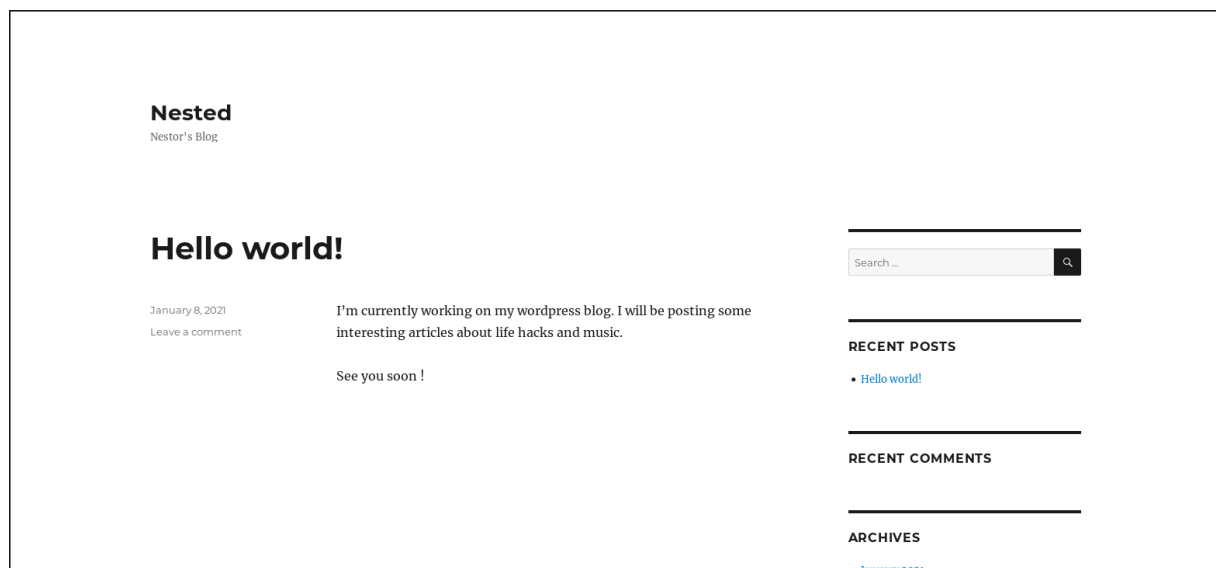 Nested
Nestor's Blog
Hello world!
January 8, 2021
Leave a comment
I’m currently working on my wordpress blog. I will be posting some
interesting articles about life hacks and music.
See you soon !
Search …
RECENT POSTS
Hello world!
RECENT COMMENTS
ARCHIVES